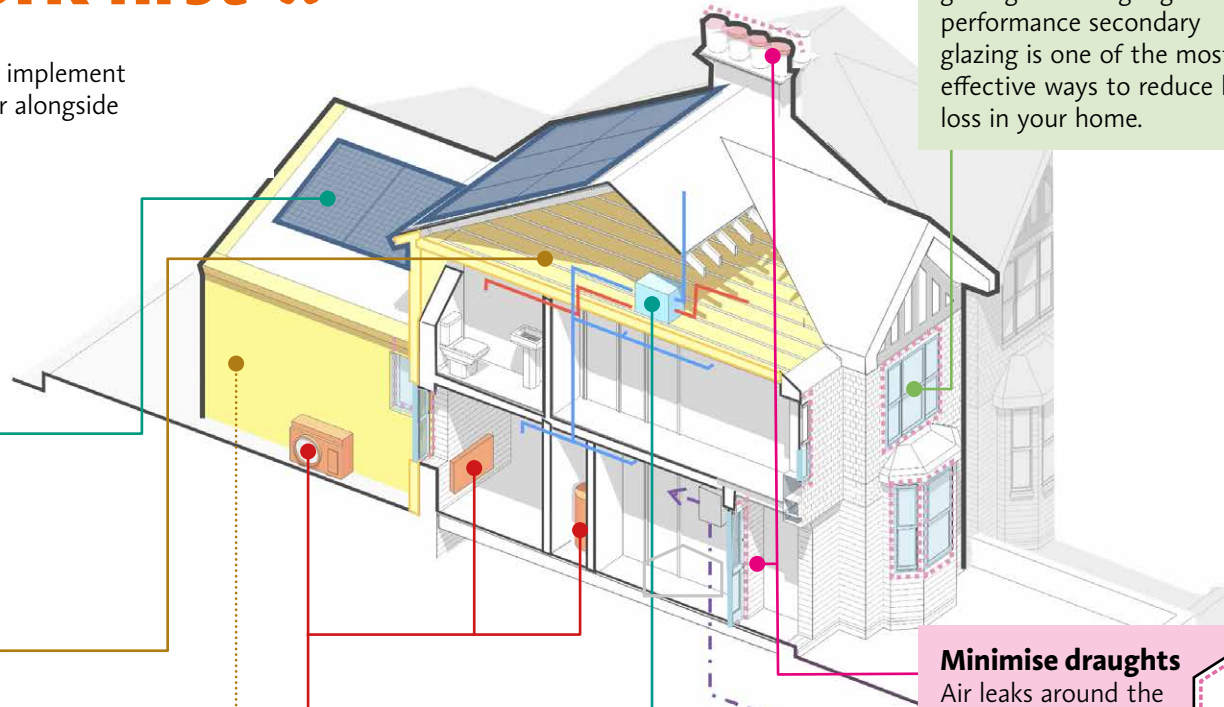 implement
alongside
performance secondary
glazing is one of the most
effective ways to reduce
loss in your home.
Minimise draughts
Air leaks around the